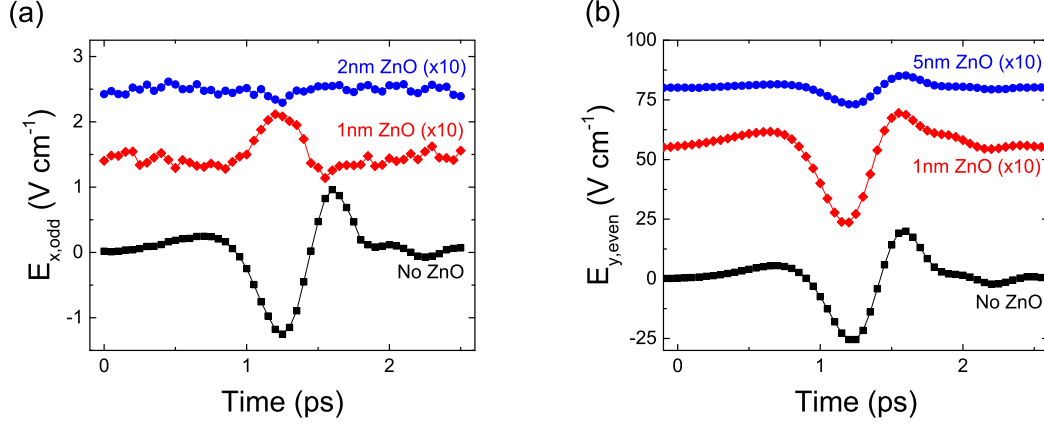 (a)
3
2
1
0
-1
0
1
2
E_{x,odd} (V cm^{-1})
Time (ps)
2nm ZnO (x10)
1nm ZnO (x10)
No ZnO
(b)
100
75
50
25
0
-25
0
1
2
E_{y,even} (V cm^{-1})
Time (ps)
5nm ZnO (x10)
1nm ZnO (x10)
No ZnO